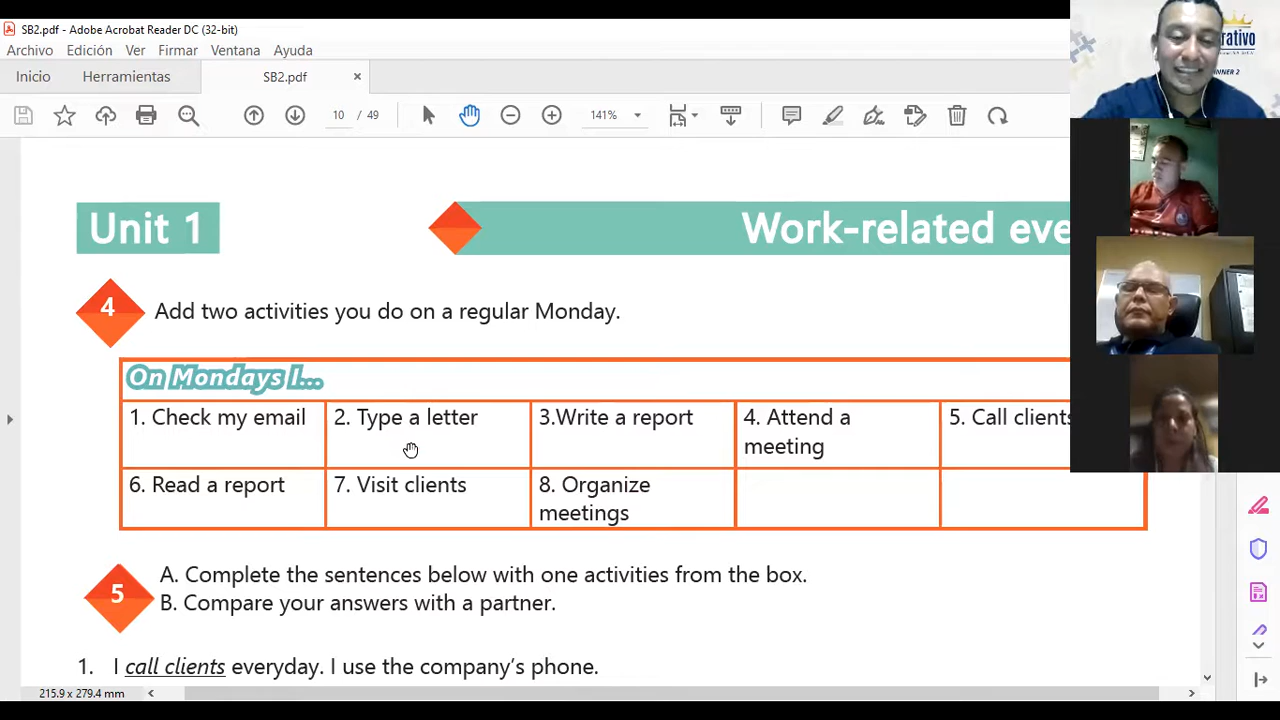 SB2.pdf - Adobe Acrobat Reader DC (32-bit)
Archivo Edición Ver Firmar Ventana Ayuda
Inicio Herramientas SB2.pdf ×
10 / 49 141%
rativo
NNER 2
Unit 1
Work-related eve
4 Add two activities you do on a regular Monday.
On Mondays I...
1. Check my email 2. Type a letter 3.Write a report 4. Attend a meeting 5. Call clients
6. Read a report 7. Visit clients 8. Organize meetings
5 A. Complete the sentences below with one activities from the box.
B. Compare your answers with a partner.
1. I call clients everyday. I use the company's phone.
215.9 x 279.4 mm